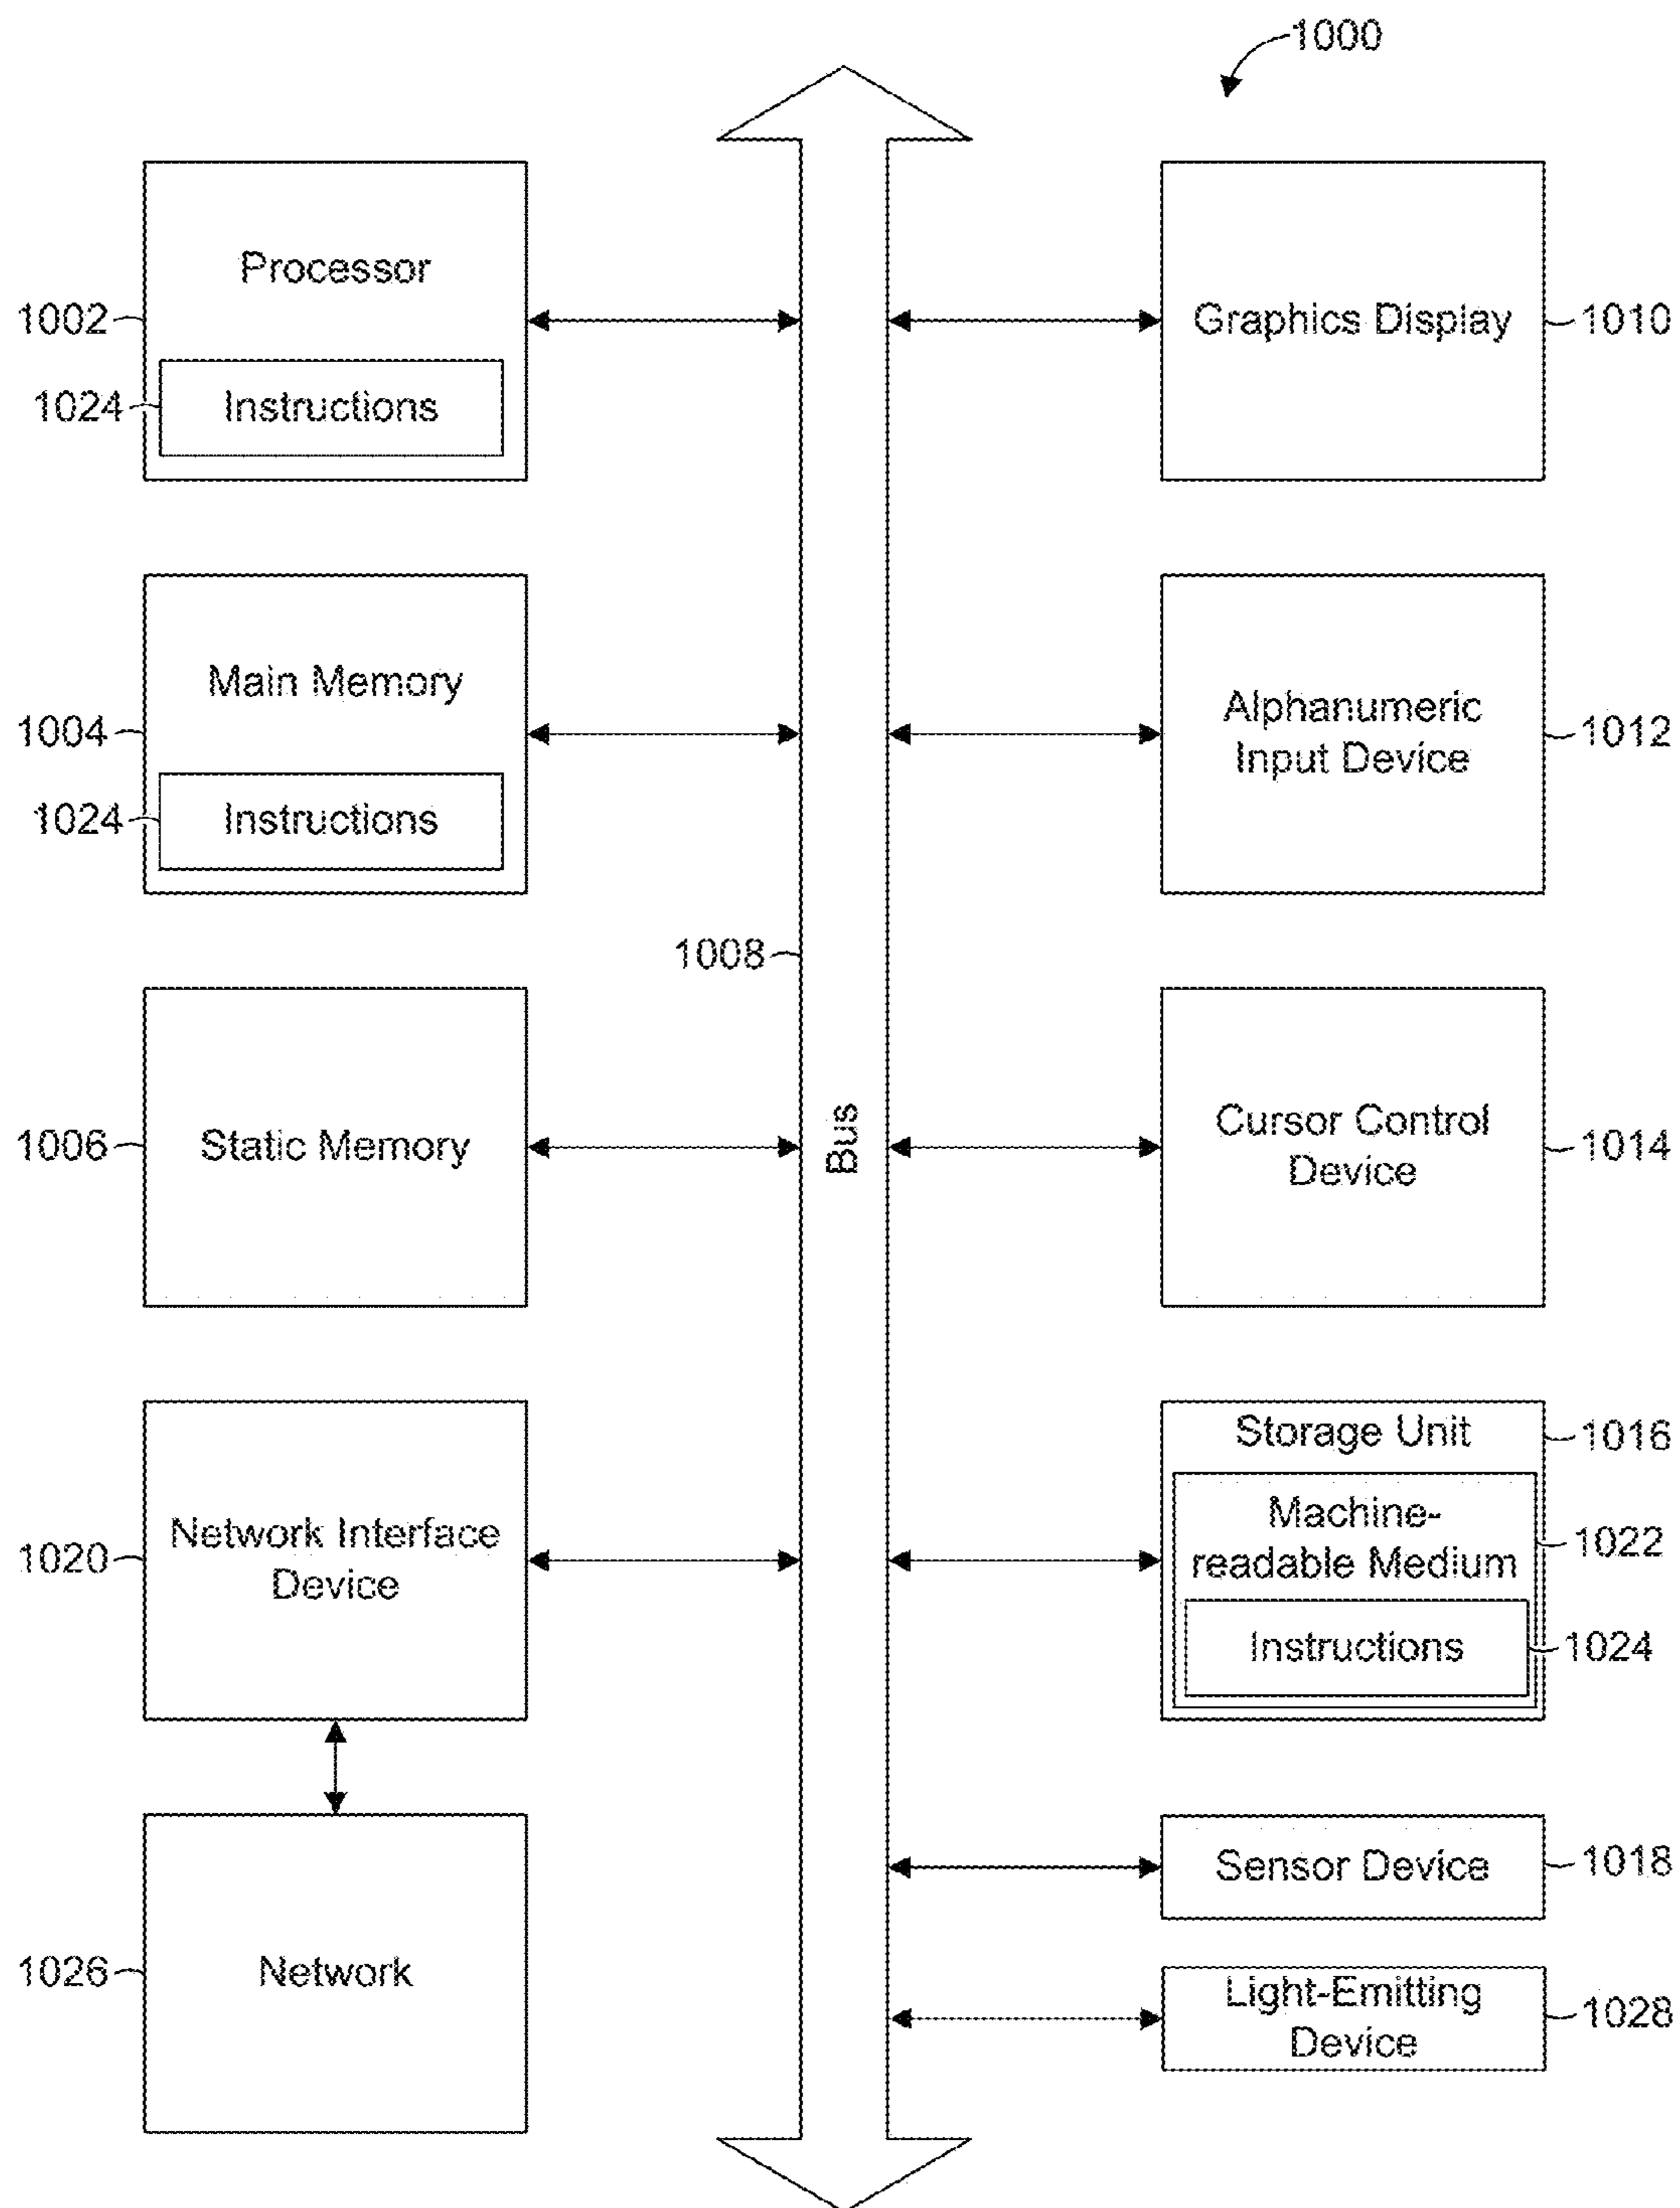 1000
Processor
1002
1024
Instructions
Main Memory
1004
1024
Instructions
Static Memory
1006
Network Interface
Device
1020
Network
1026
1008
Bus
Graphics Display
1010
Alphanumeric
Input Device
1012
Cursor Control
Device
1014
Storage Unit
1016
Machine-
readable Medium
1022
Instructions
1024
Sensor Device
1018
Light-Emitting
Device
1028